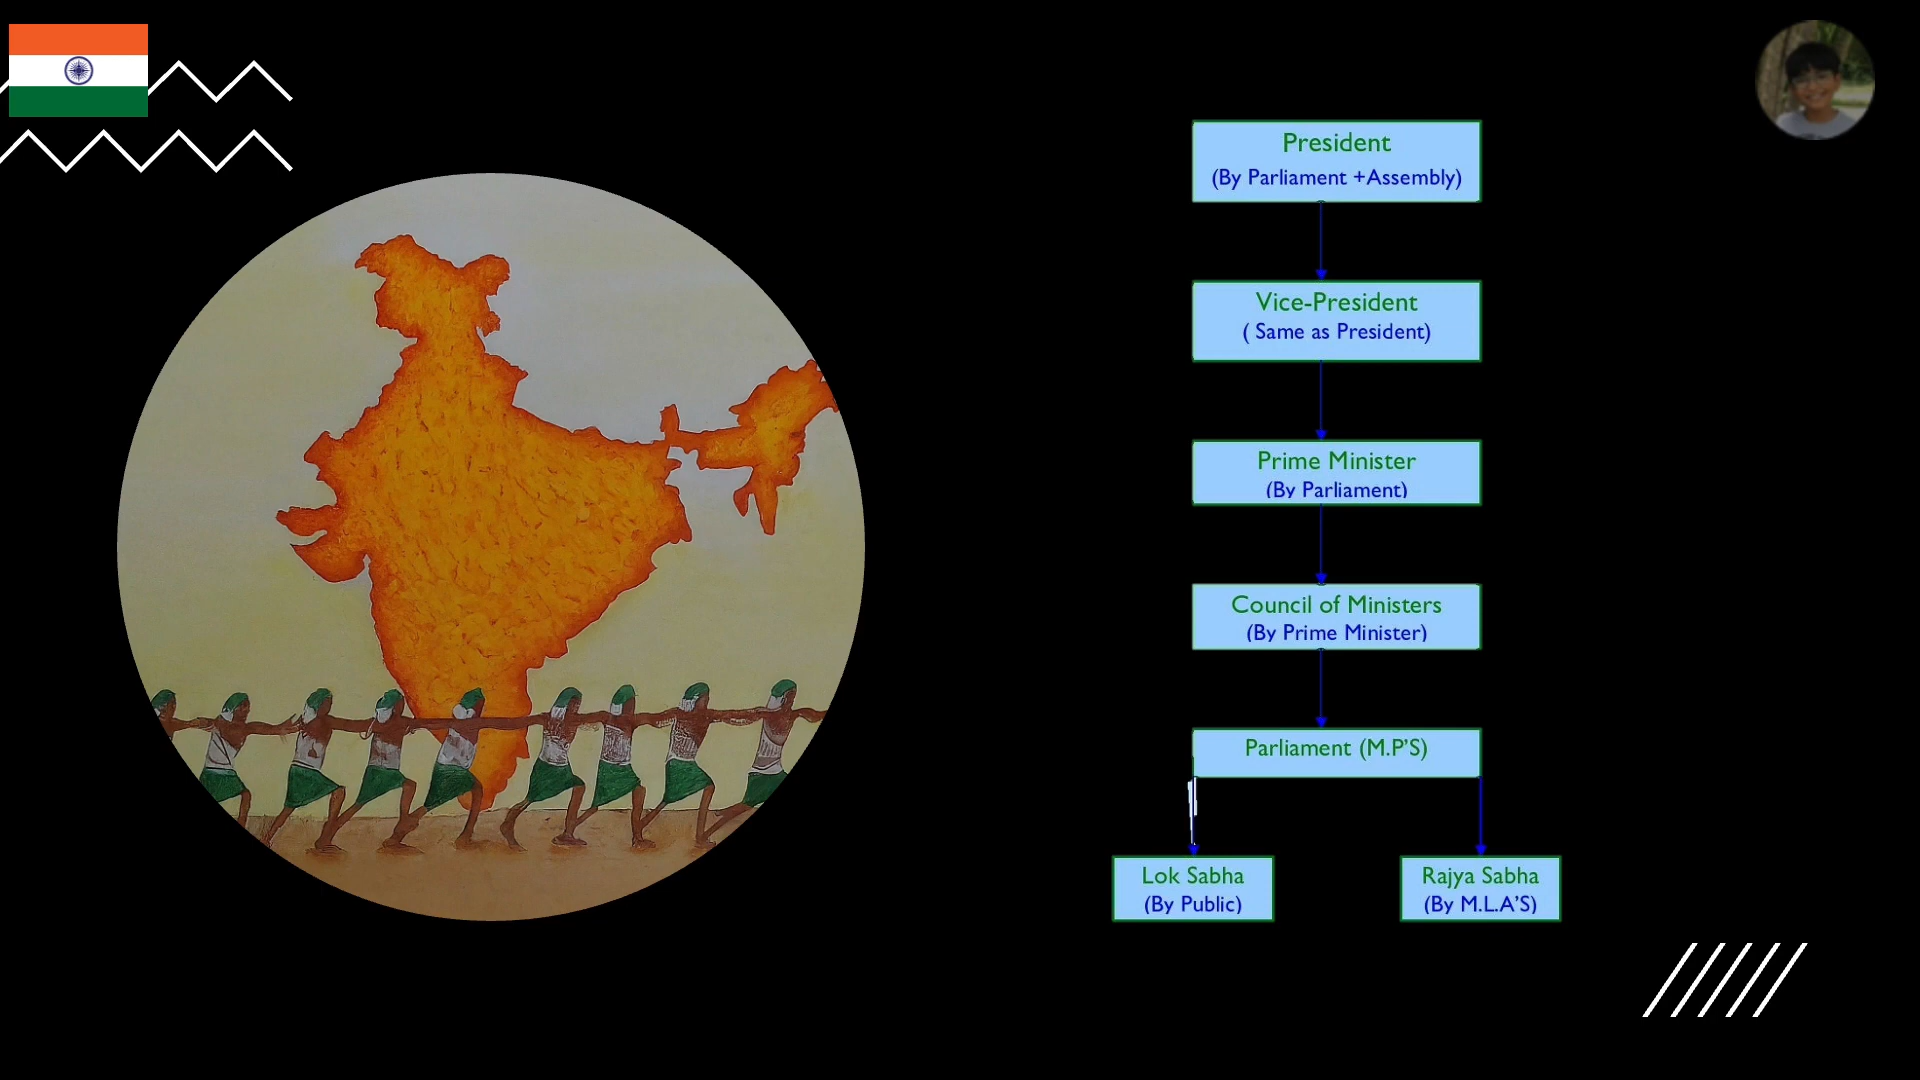 President
(By Parliament +Assembly)
Vice-President
( Same as President)
Prime Minister
(By Parliament)
Council of Ministers
(By Prime Minister)
Parliament (M.P'S)
Lok Sabha
(By Public)
Rajya Sabha
(By M.L.A'S)